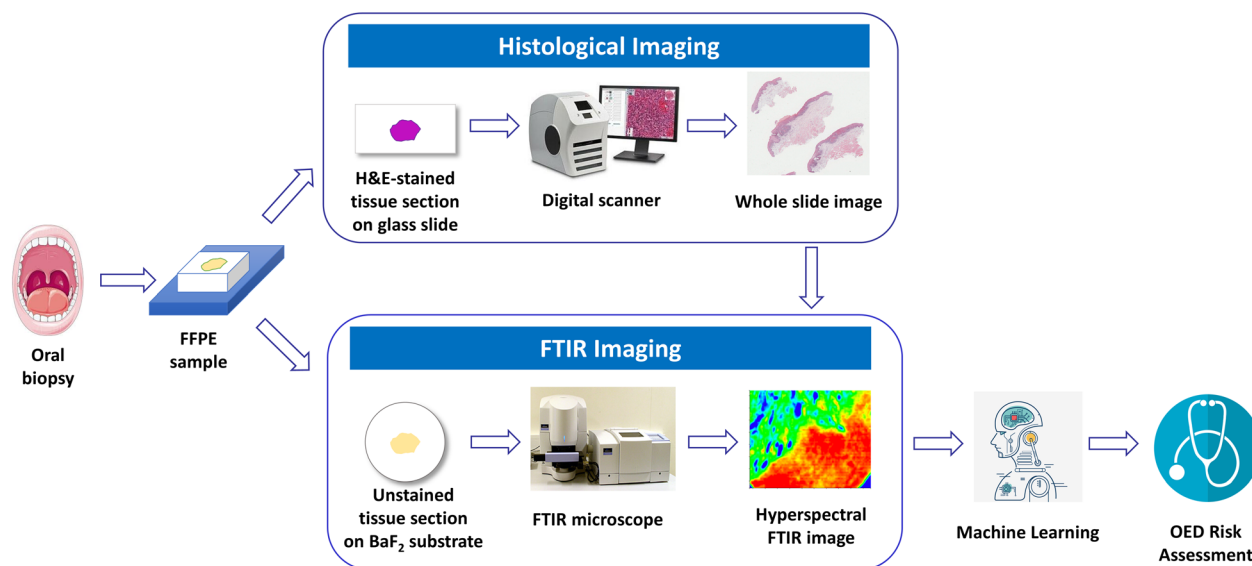 Histological Imaging
H&E-stained
tissue section
on glass slide
Digital scanner
Whole slide image
Oral
biopsy
FFPE
sample
FTIR Imaging
Unstained
tissue section
on BaF₂ substrate
FTIR microscope
Hyperspectral
FTIR image
Machine Learning
OED Risk
Assessment